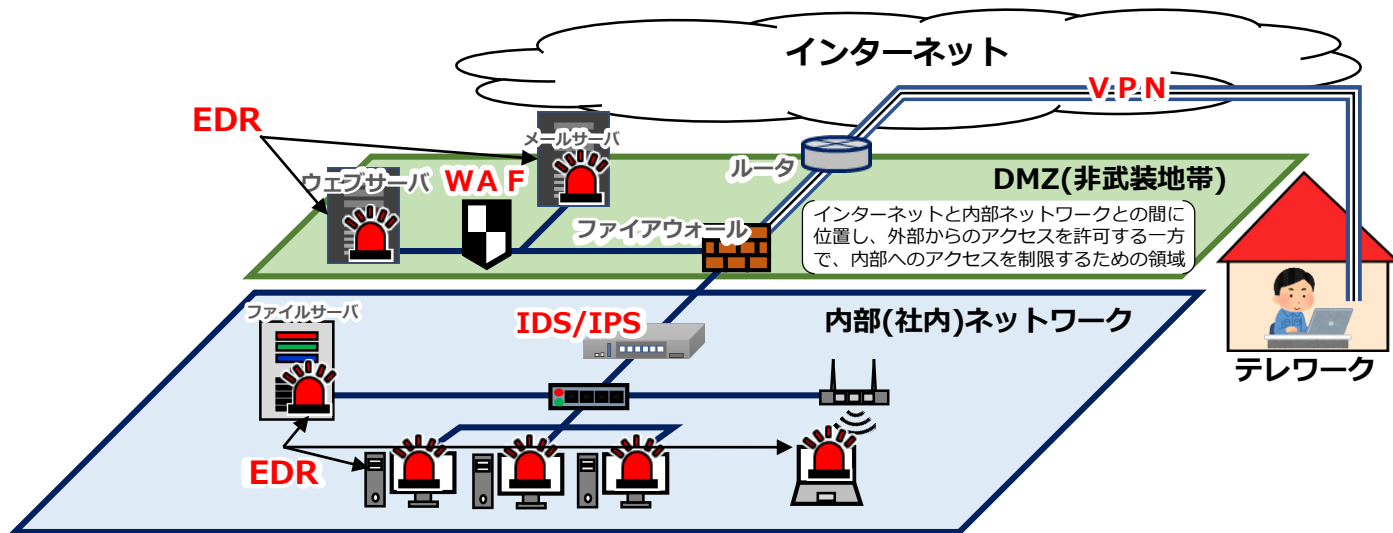 インターネット
ＶＰＮ
EDR
メールサーバ
ルータ
ウェブサーバ
ＷＡＦ
DMZ(非武装地帯)
ファイアウォール
インターネットと内部ネットワークとの間に
位置し、外部からのアクセスを許可する一方
で、内部へのアクセスを制限するための領域
ファイルサーバ
IDS/IPS
内部(社内)ネットワーク
テレワーク
EDR